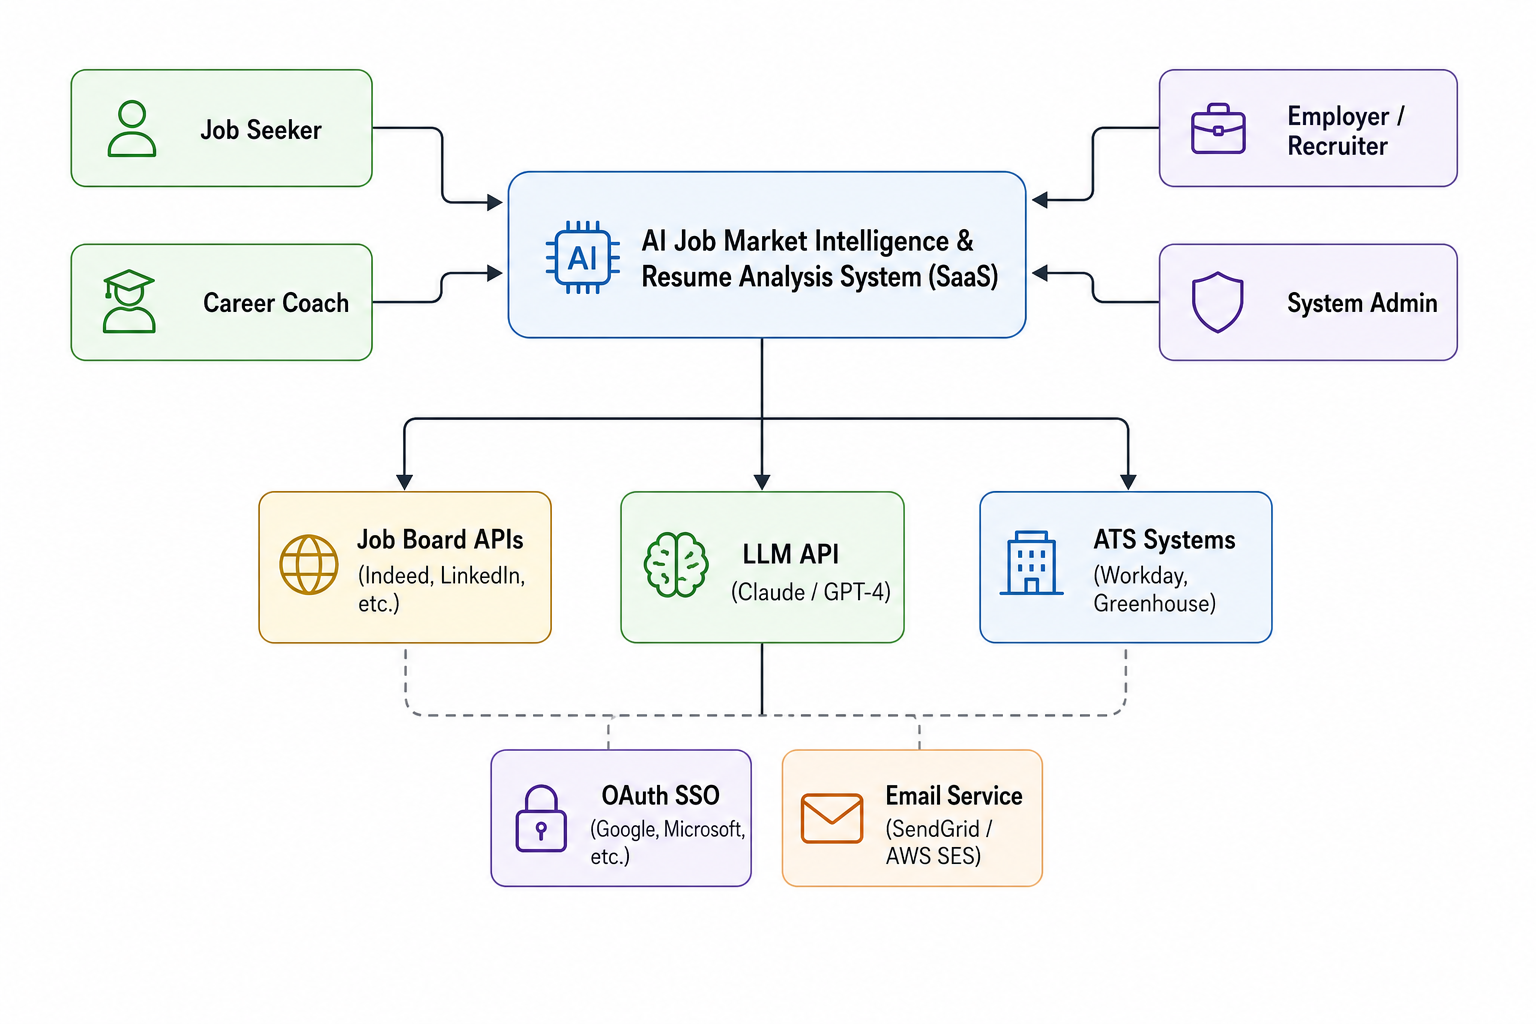 Job Seeker
Employer /
Recruiter
AI
AI Job Market Intelligence &
Resume Analysis System (SaaS)
Career Coach
System Admin
Job Board APIs
(Indeed, LinkedIn,
etc.)
LLM API
(Claude / GPT-4)
ATS Systems
(Workday,
Greenhouse)
OAuth SSO
(Google, Microsoft,
etc.)
Email Service
(SendGrid /
AWS SES)